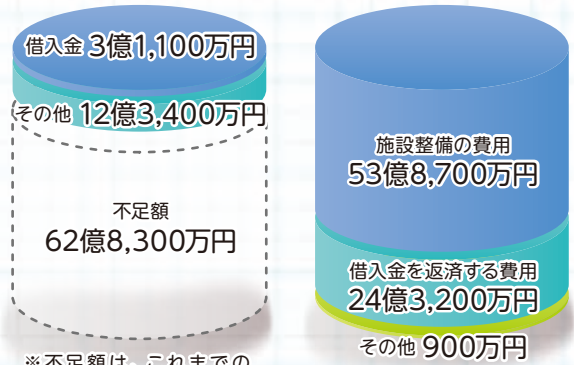 借入金 3億1,100万円
その他 12億3,400万円
不足額
62億8,300万円
※不足額は、これまでの
施設整備の費用
53億8,700万円
借入金を返済する費用
24億3,200万円
その他 900万円